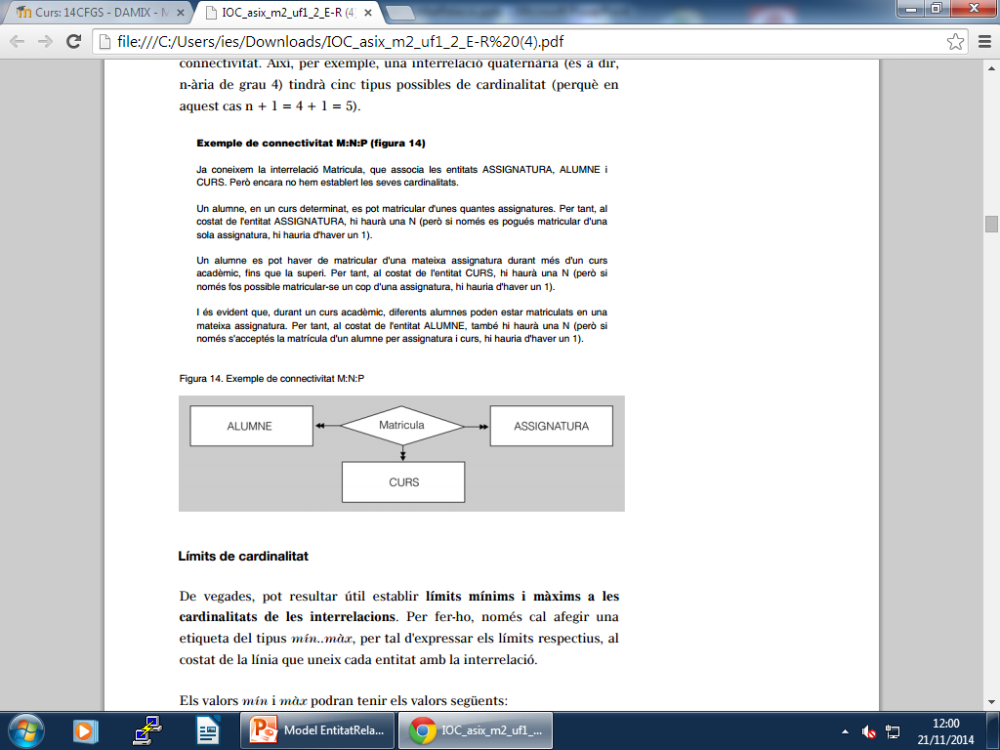 Curs: 14CFGS - DAMIX - M
IOC_asix_m2_uf1_2_E-R (4
file:///C:/Users/ies/Downloads/IOC_asix_m2_uf1_2_E-R%20(4).pdf
connectivitat. Així, per exemple, una interrelació quaternària (és a dir,
n-ària de grau 4) tindrà cinc tipus possibles de cardinalitat (perquè en
aquest cas n + 1 = 4 + 1 = 5).
Exemple de connectivitat M:N:P (figura 14)
Ja coneixem la interrelació Matricula, que associa les entitats ASSIGNATURA, ALUMNE i
CURS. Però encara no hem establert les seves cardinalitats.
Un alumne, en un curs determinat, es pot matricular d'unes quantes assignatures. Per tant, al
costat de l'entitat ASSIGNATURA, hi haurà una N (però si només es pogués matricular d'una
sola assignatura, hi hauria d'haver un 1).
Un alumne es pot haver de matricular d'una mateixa assignatura durant més d'un curs
acadèmic, fins que la superi. Per tant, al costat de l'entitat CURS, hi haurà una N (però si
només fos possible matricular-se un cop d'una assignatura, hi hauria d'haver un 1).
I és evident que, durant un curs acadèmic, diferents alumnes poden estar matriculats en una
mateixa assignatura. Per tant, al costat de l'entitat ALUMNE, també hi haurà una N (però si
només s'acceptés la matrícula d'un alumne per assignatura i curs, hi hauria d'haver un 1).
Figura 14. Exemple de connectivitat M:N:P
ALUMNE
Matricula
ASSIGNATURA
CURS
Límits de cardinalitat
De vegades, pot resultar útil establir límits mínims i màxims a les
cardinalitats de les interrelacions. Per fer-ho, només cal afegir una
etiqueta del tipus mín..màx, per tal d'expressar els límits respectius, al
costat de la línia que uneix cada entitat amb la interrelació.
Els valors mín i màx podran tenir els valors següents:
Model EntitatRela...
IOC_asix_m2_uf1_...
12:00
21/11/2014